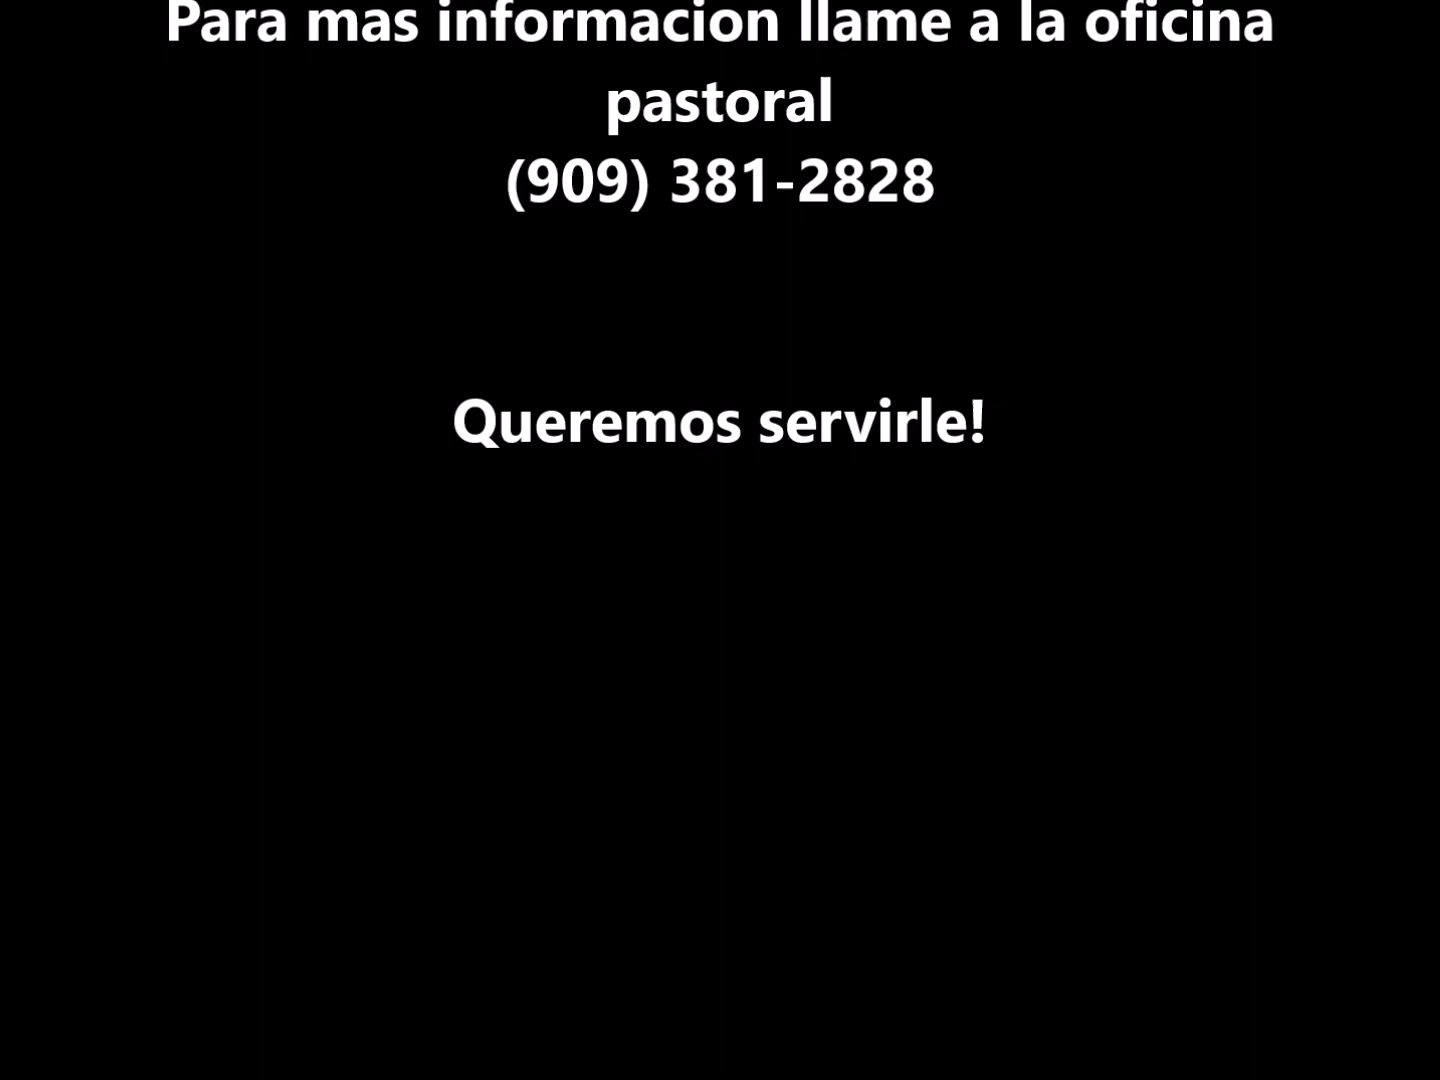 Para mas informacion llame a la oficina
pastoral
(909) 381-2828
Queremos servirle!